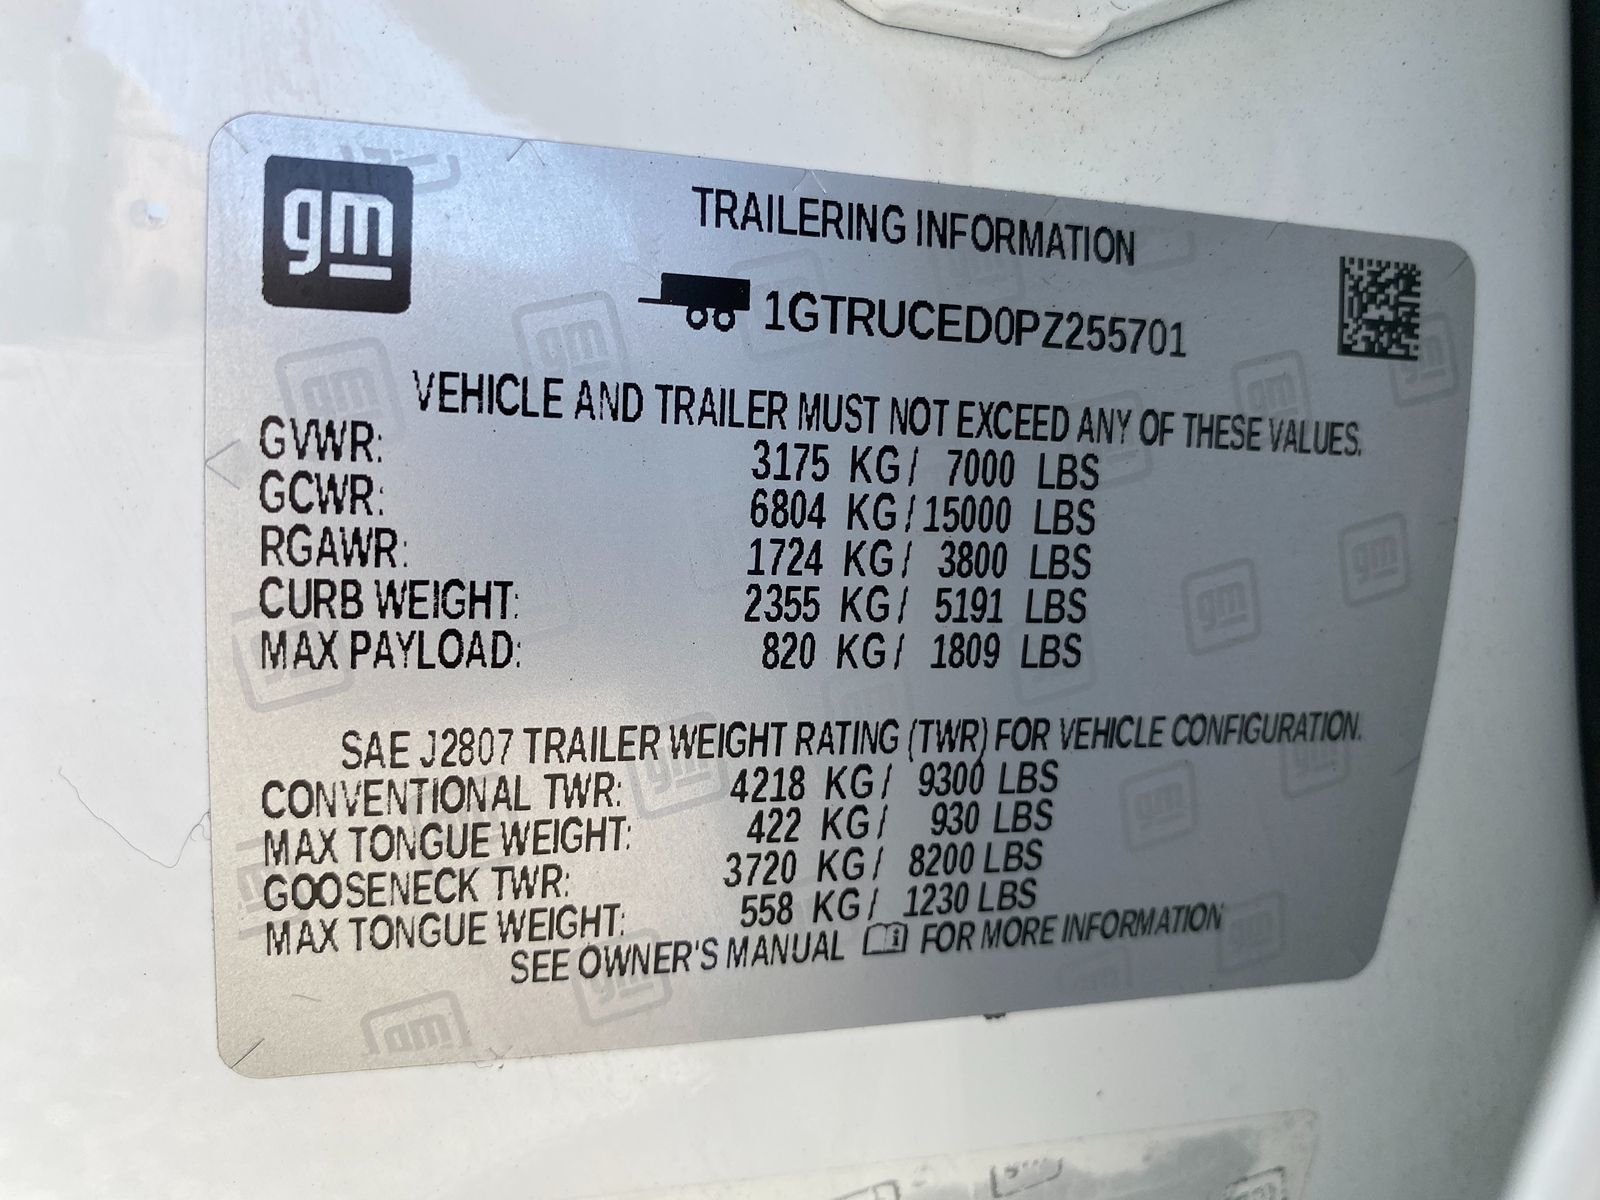 gm
TRAILERING INFORMATION
1GTRUCED0PZ255701
VEHICLE AND TRAILER MUST NOT EXCEED ANY OF THESE VALUES.
GVWR: 3175 KG/ 7000 LBS
GCWR: 6804 KG/15000 LBS
RGAWR: 1724 KG/ 3800 LBS
CURB WEIGHT: 2355 KG/ 5191 LBS
MAX PAYLOAD: 820 KG/ 1809 LBS
SAE J2807 TRAILER WEIGHT RATING (TWR) FOR VEHICLE CONFIGURATION.
CONVENTIONAL TWR: 4218 KG/ 9300 LBS
MAX TONGUE WEIGHT: 422 KG/ 930 LBS
GOOSENECK TWR: 3720 KG/ 8200 LBS
MAX TONGUE WEIGHT: 558 KG/ 1230 LBS
SEE OWNER'S MANUAL FOR MORE INFORMATION